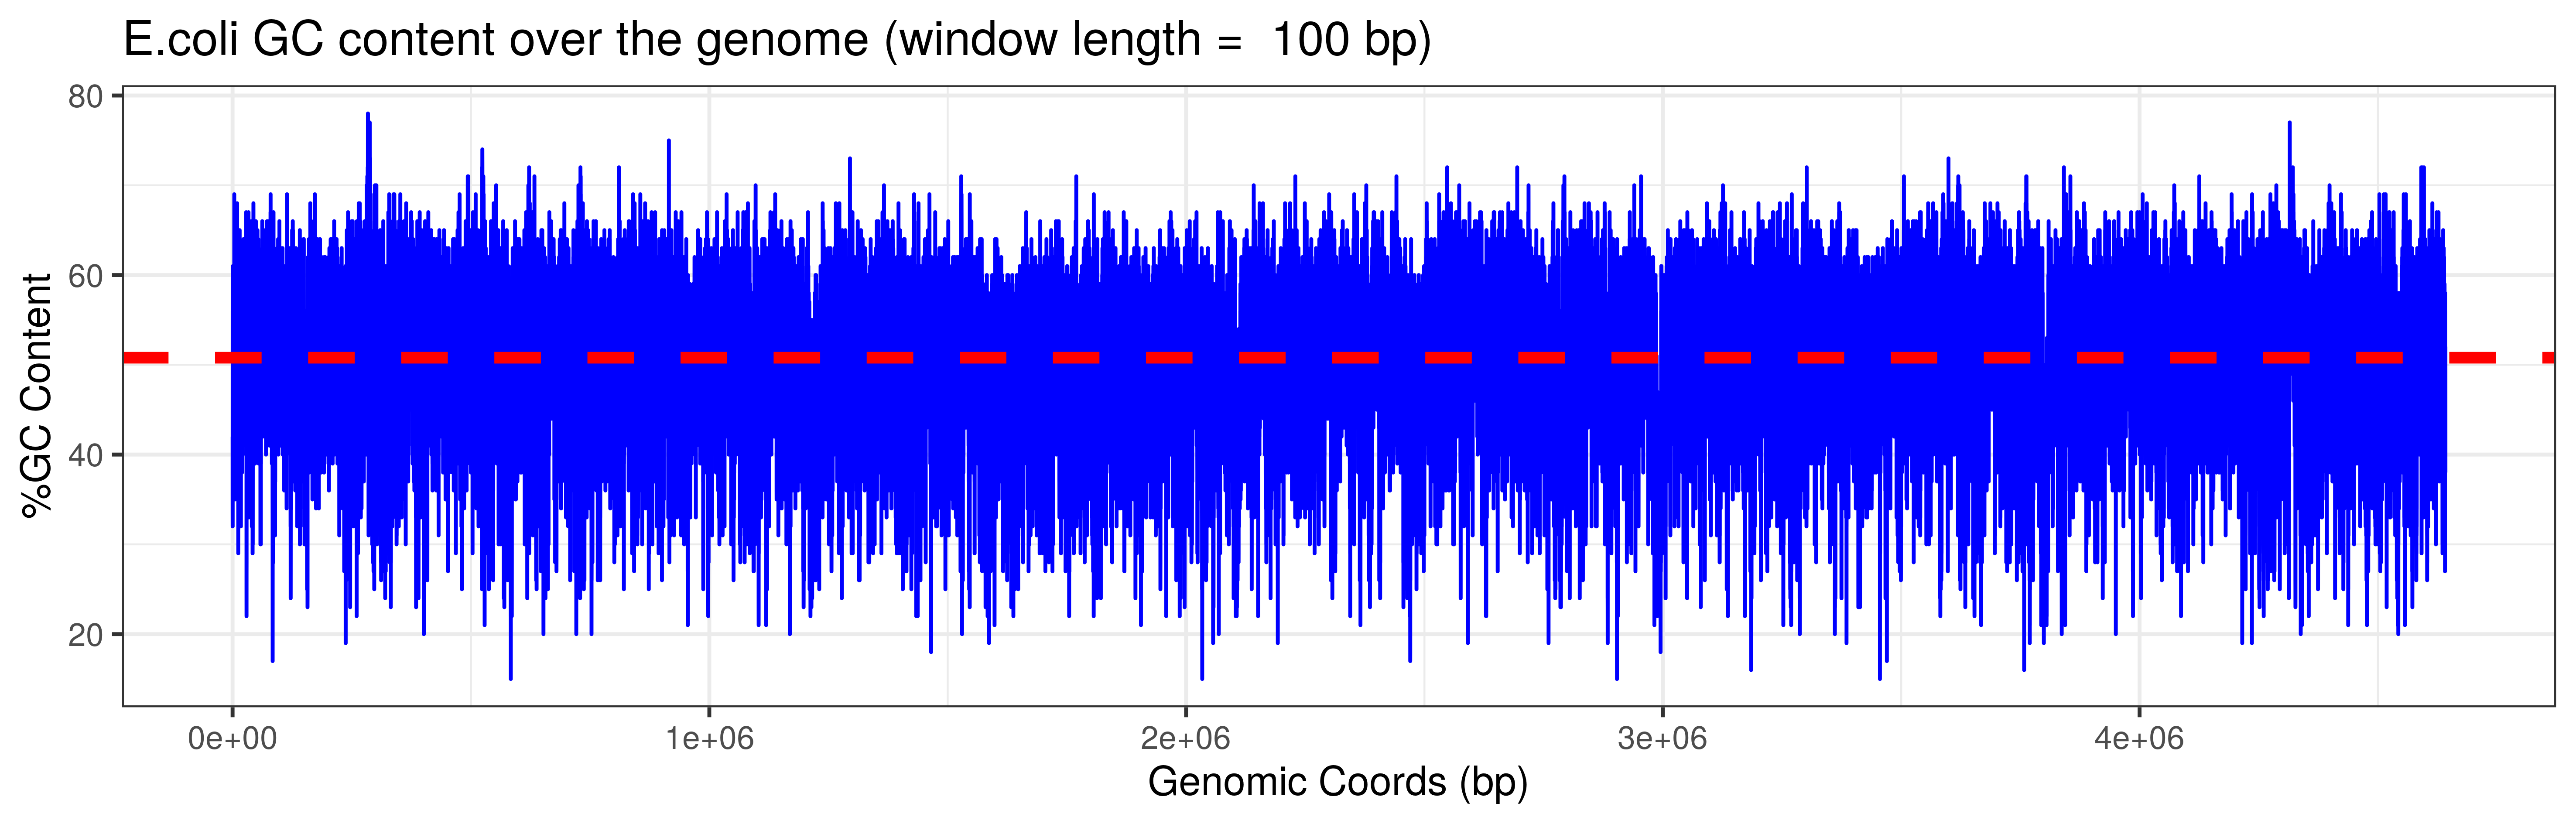 E.coli GC content over the genome (window length =  100 bp)
80
60
40
20
%GC Content
0e+00 1e+06 2e+06 3e+06 4e+06
Genomic Coords (bp)